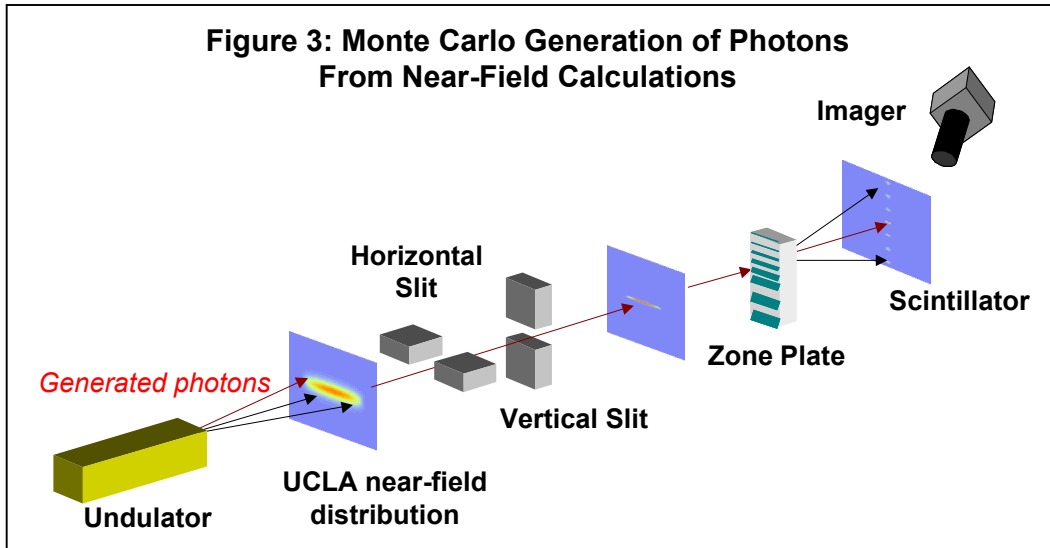 Figure 3: Monte Carlo Generation of Photons
From Near-Field Calculations
Imager
Horizontal
Slit
Scintillator
Zone Plate
Generated photons
Vertical Slit
UCLA near-field
distribution
Undulator